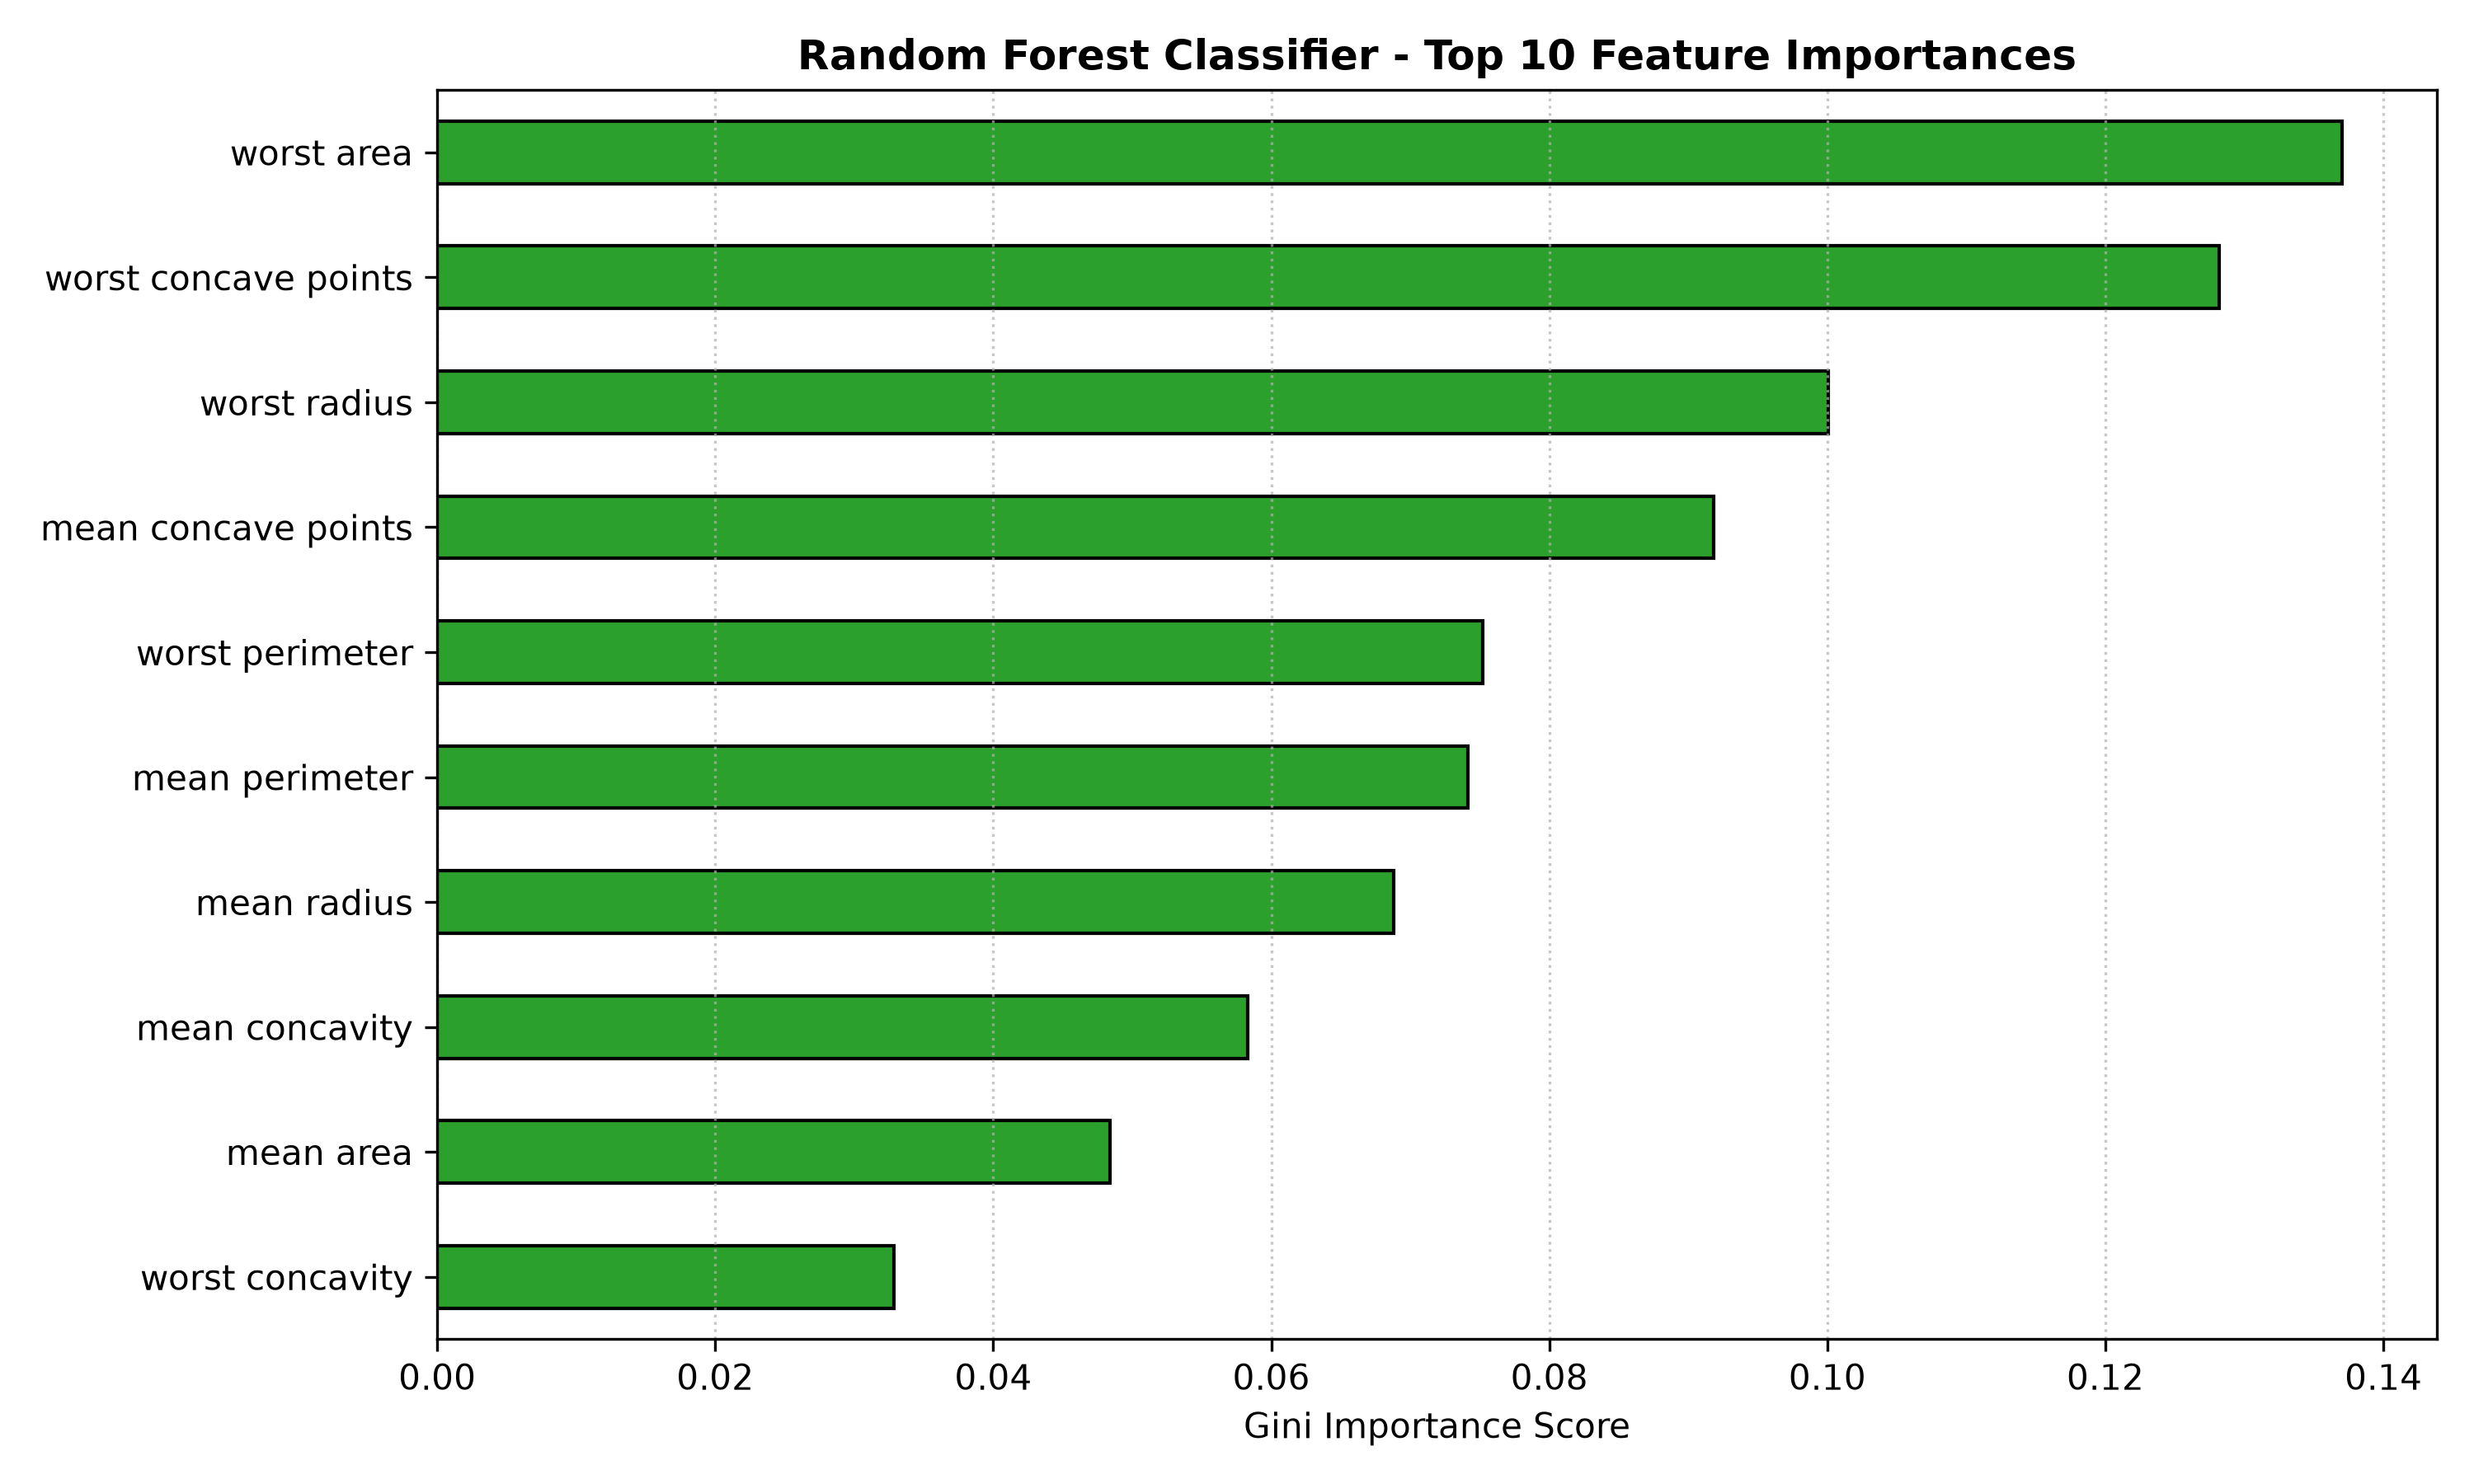 Random Forest Classifier - Top 10 Feature Importances
worst area
worst concave points
worst radius
mean concave points
worst perimeter
mean perimeter
mean radius
mean concavity
mean area
worst concavity
0.00 0.02 0.04 0.06 0.08 0.10 0.12 0.14
Gini Importance Score